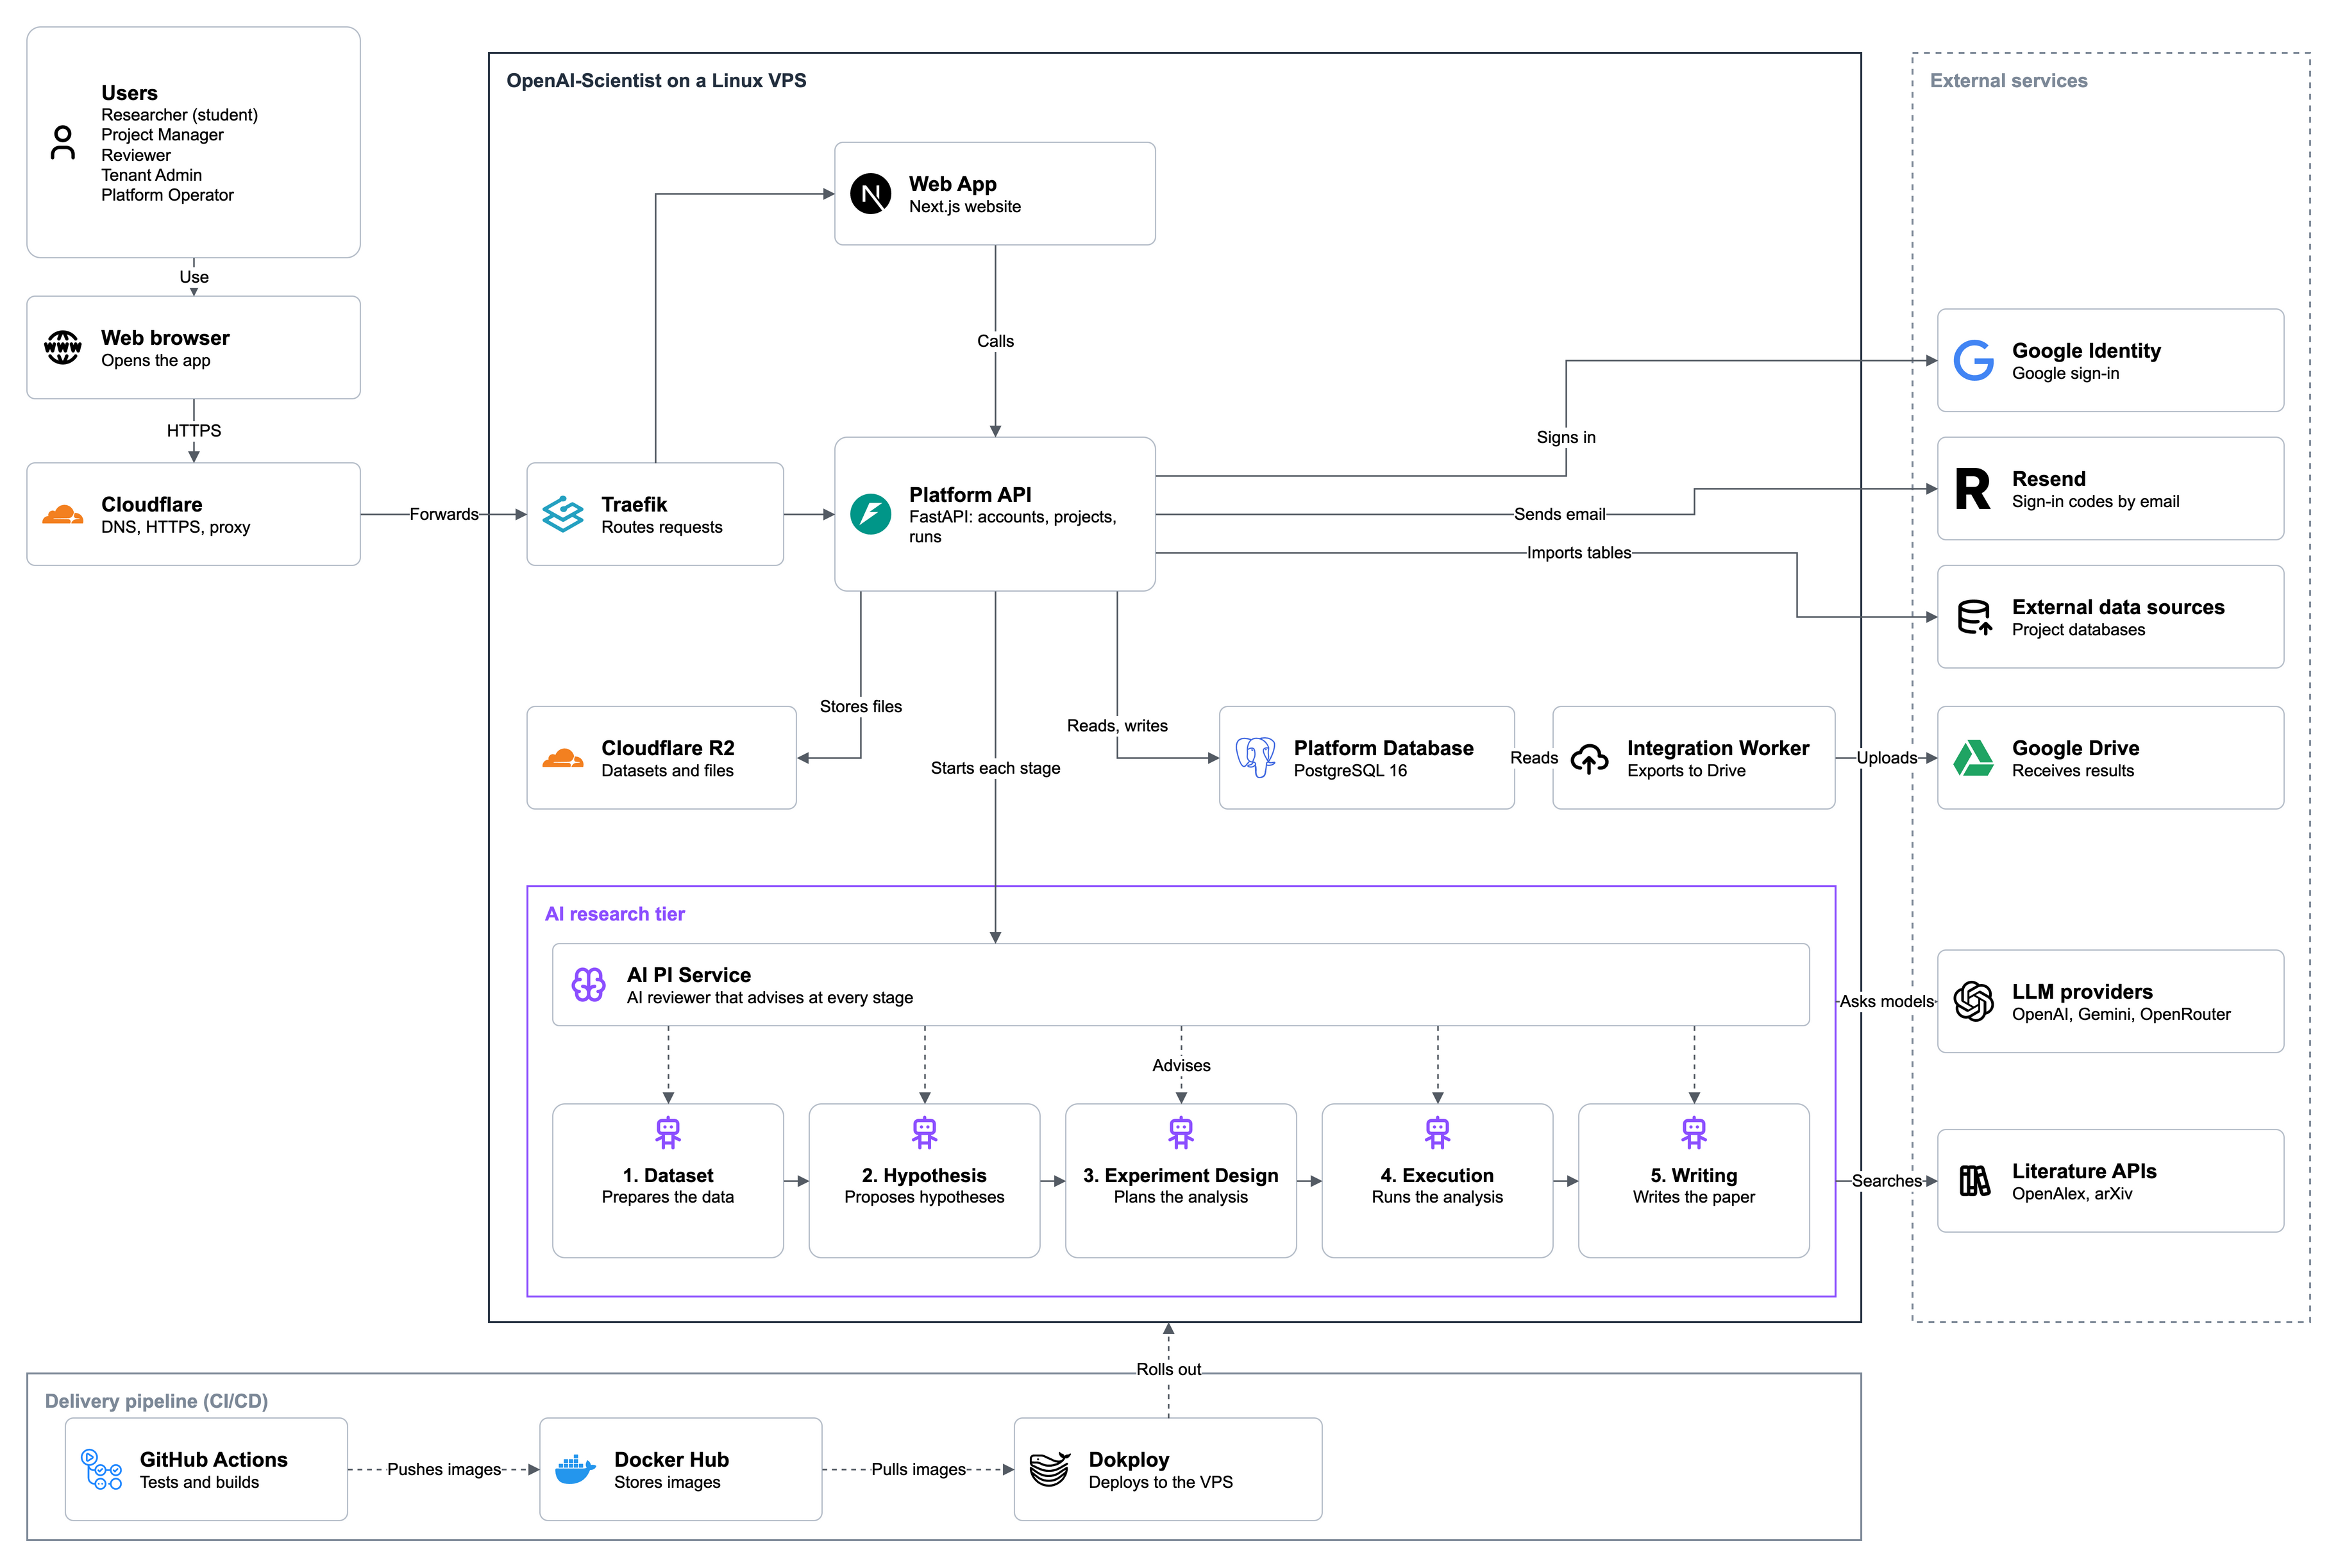 Users
Researcher (student)
Project Manager
Reviewer
Tenant Admin
Platform Operator
Use
Web browser
Opens the app
HTTPS
Cloudflare
DNS, HTTPS, proxy
Forwards
OpenAI-Scientist on a Linux VPS
Web App
Next.js website
Calls
Traefik
Routes requests
Platform API
FastAPI: accounts, projects,
runs
Signs in
Sends email
Imports tables
Stores files
Starts each stage
Reads, writes
Cloudflare R2
Datasets and files
Platform Database
PostgreSQL 16
Reads
Integration Worker
Exports to Drive
Uploads
AI research tier
AI PI Service
AI reviewer that advises at every stage
Advises
1. Dataset
Prepares the data
2. Hypothesis
Proposes hypotheses
3. Experiment Design
Plans the analysis
4. Execution
Runs the analysis
5. Writing
Writes the paper
Asks models
Searches
External services
Google Identity
Google sign-in
Resend
Sign-in codes by email
External data sources
Project databases
Google Drive
Receives results
LLM providers
OpenAI, Gemini, OpenRouter
Literature APIs
OpenAlex, arXiv
Rolls out
Delivery pipeline (CI/CD)
GitHub Actions
Tests and builds
Pushes images
Docker Hub
Stores images
Pulls images
Dokploy
Deploys to the VPS